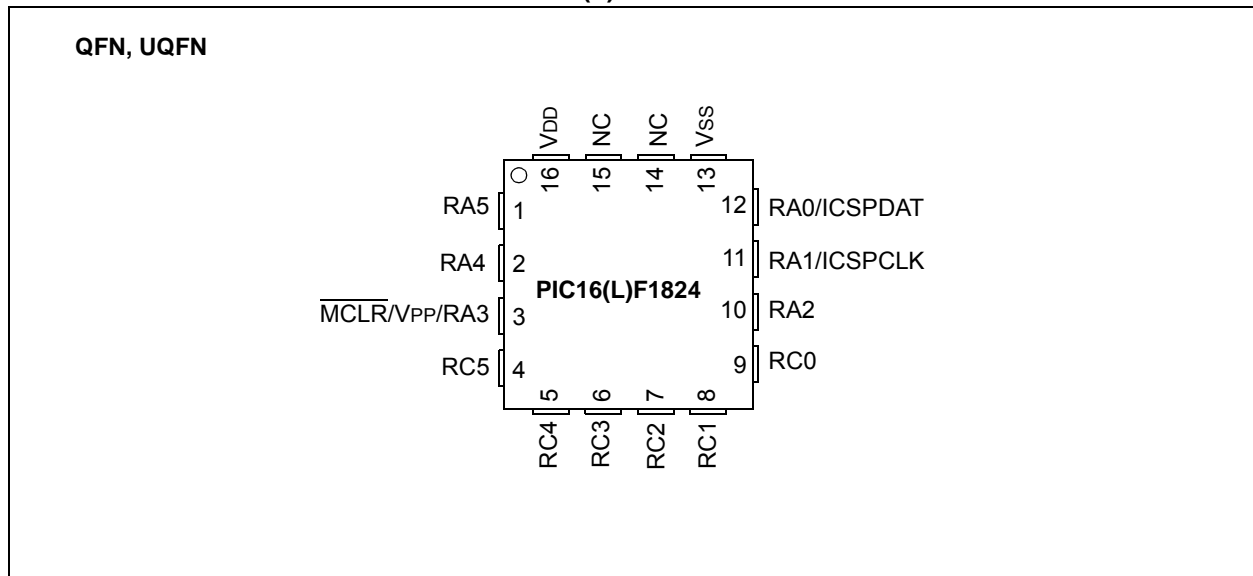 QFN, UQFN
VDD
NC
NC
VSS
16
15
14
13
RA5
1
12
RA0/ICSPDAT
RA4
2
11
RA1/ICSPCLK
PIC16(L)F1824
MCLR/VPP/RA3
3
10
RA2
RC5
4
9
RC0
5
6
7
8
RC4
RC3
RC2
RC1